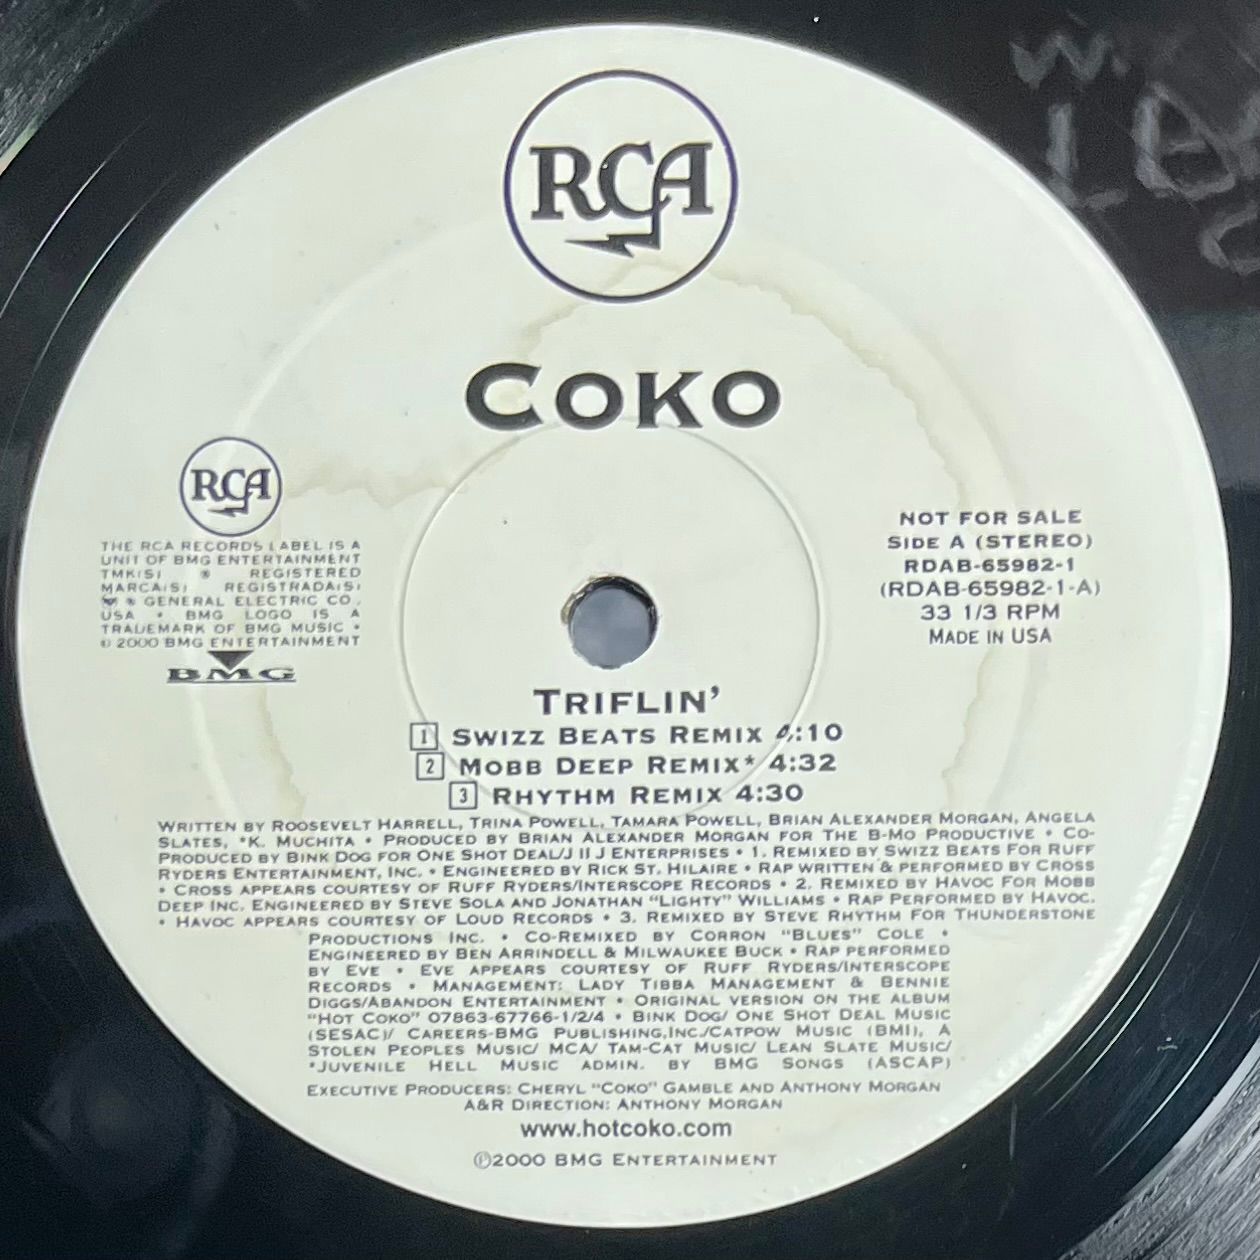 W.
RCA
COKO
RCA
THE RCA RECORDS LABEL IS A
UNIT OF BMG ENTERTAINMENT
TMK(S) ® REGISTERED
MARCA(S) REGISTRADA(S)
® GENERAL ELECTRIC CO.,
USA • BMG LOGO IS A
TRADEMARK OF BMG MUSIC •
© 2000 BMG ENTERTAINMENT
BMG
NOT FOR SALE
SIDE A (STEREO)
RDAB-65982-1
(RDAB-65982-1-A)
33 1/3 RPM
MADE IN USA
TRIFLIN'
1 SWIZZ BEATS REMIX 4:10
2 MOBB DEEP REMIX* 4:32
3 RHYTHM REMIX 4:30
WRITTEN BY ROOSEVELT HARRELL, TRINA POWELL, TAMARA POWELL, BRIAN ALEXANDER MORGAN, ANGELA
SLATES, *K. MUCHITA • PRODUCED BY BRIAN ALEXANDER MORGAN FOR THE B-MO PRODUCTIVE • CO-
PRODUCED BY BINK DOG FOR ONE SHOT DEAL/J II J ENTERPRISES • 1. REMIXED BY SWIZZ BEATS FOR RUFF
RYDERS ENTERTAINMENT, INC. • ENGINEERED BY RICK ST. HILAIRE • RAP WRITTEN & PERFORMED BY CROSS
• CROSS APPEARS COURTESY OF RUFF RYDERS/INTERSCOPE RECORDS • 2. REMIXED BY HAVOC FOR MOBB
DEEP INC. ENGINEERED BY STEVE SOLA AND JONATHAN "LIGHTY" WILLIAMS • RAP PERFORMED BY HAVOC.
• HAVOC APPEARS COURTESY OF LOUD RECORDS • 3. REMIXED BY STEVE RHYTHM FOR THUNDERSTONE
PRODUCTIONS INC. • CO-REMIXED BY CORRON "BLUES" COLE •
ENGINEERED BY BEN ARRINDELL & MILWAUKEE BUCK • RAP PERFORMED
BY EVE • EVE APPEARS COURTESY OF RUFF RYDERS/INTERSCOPE
RECORDS • MANAGEMENT: LADY TIBBA MANAGEMENT & BENNIE
DIGGS/ABANDON ENTERTAINMENT • ORIGINAL VERSION ON THE ALBUM
"HOT COKO" 07863-67766-1/2/4 • BINK DOG/ ONE SHOT DEAL MUSIC
(SESAC)/ CAREERS-BMG PUBLISHING,INC./CATPOW MUSIC (BMI), A
STOLEN PEOPLES MUSIC/ MCA/ TAM-CAT MUSIC/ LEAN SLATE MUSIC/
*JUVENILE HELL MUSIC ADMIN. BY BMG SONGS (ASCAP)
EXECUTIVE PRODUCERS: CHERYL "COKO" GAMBLE AND ANTHONY MORGAN
A&R DIRECTION: ANTHONY MORGAN
www.hotcoko.com
℗2000 BMG ENTERTAINMENT